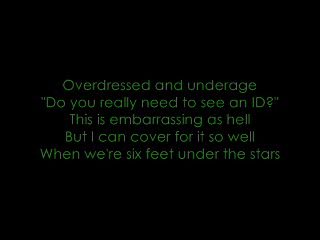 Overdressed and underage
"Do you really need to see an ID?"
This is embarrassing as hell
But I can cover for it so well
When we're six feet under the stars